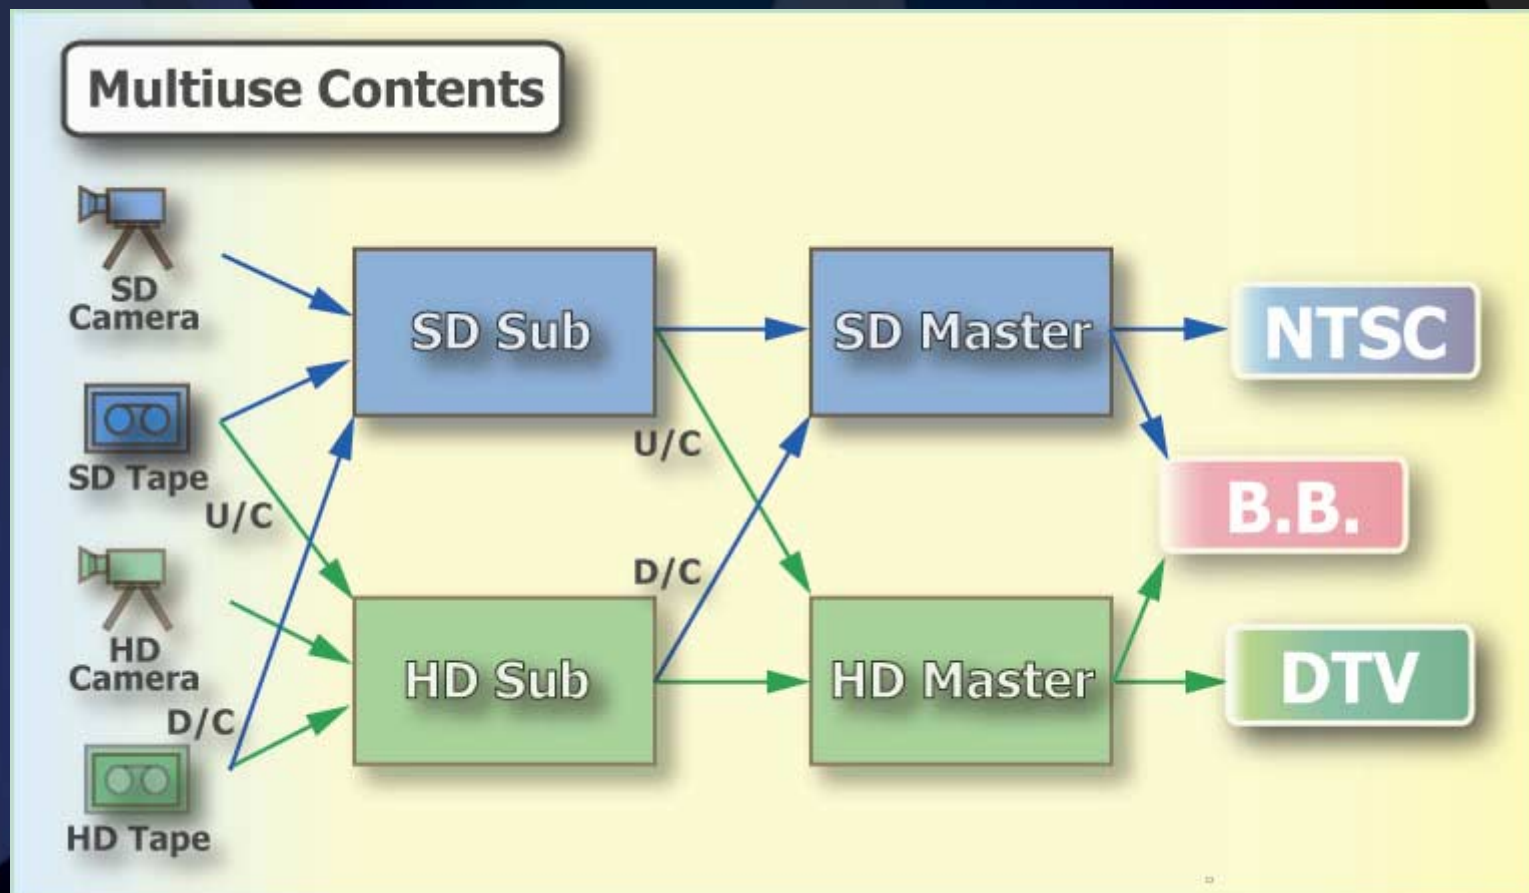 Multiuse Contents
SD
Camera
SD Tape
U/C
HD
Camera
D/C
HD Tape
SD Sub
HD Sub
U/C
D/C
SD Master
HD Master
NTSC
B.B.
DTV